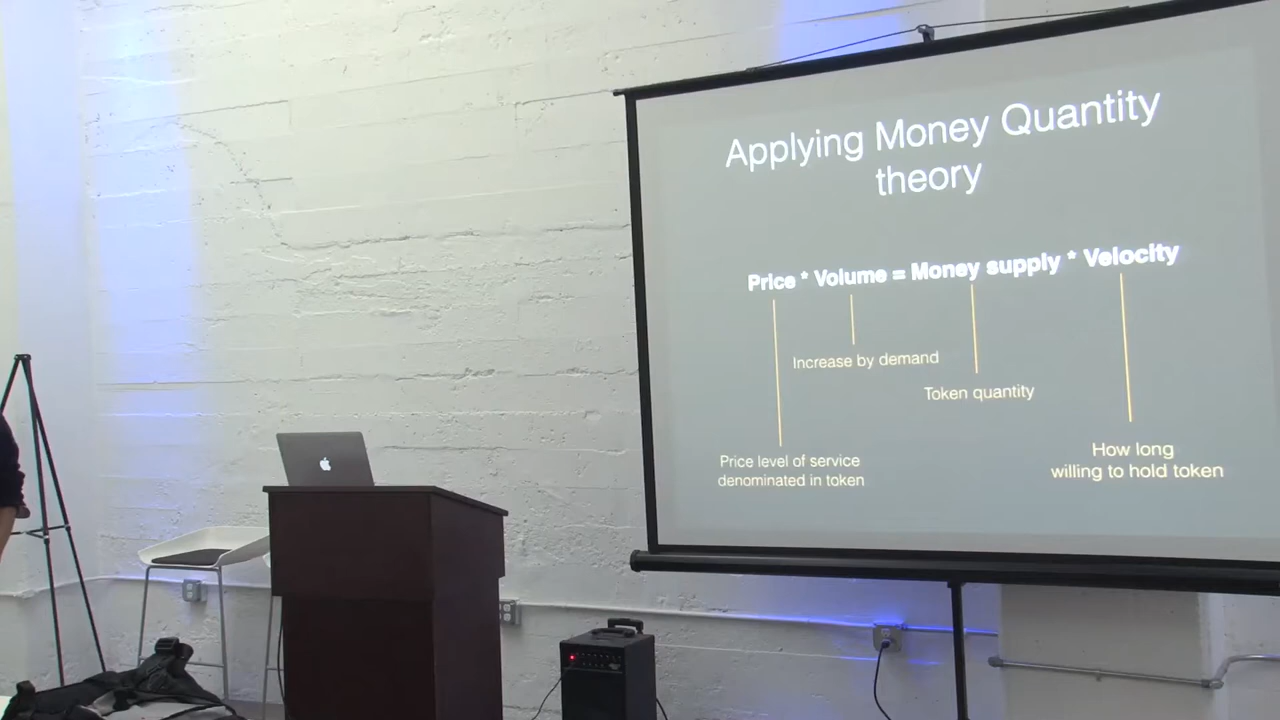 Applying Money Quantity
theory
Price * Volume = Money supply * Velocity
Increase by demand
Token quantity
Price level of service
denominated in token
How long
willing to hold token